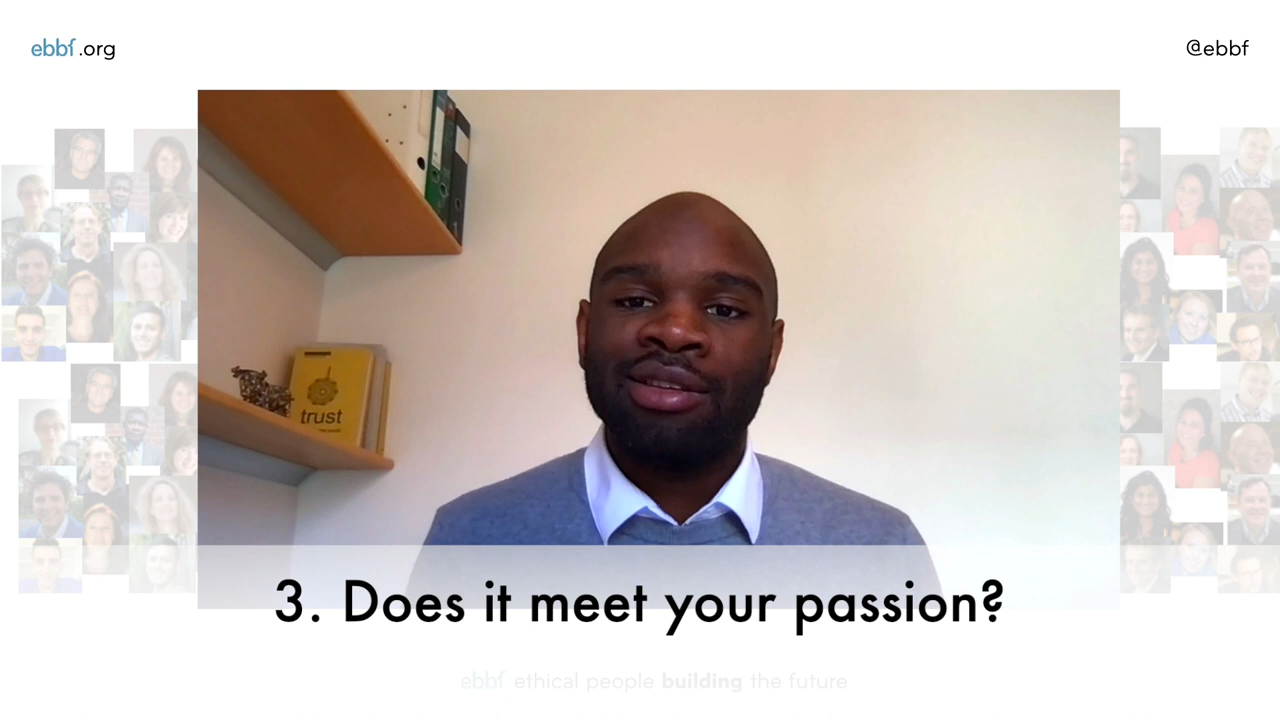 ebbf.org
@ebbf
trust
3. Does it meet your passion?
ebbf ethical people building the future